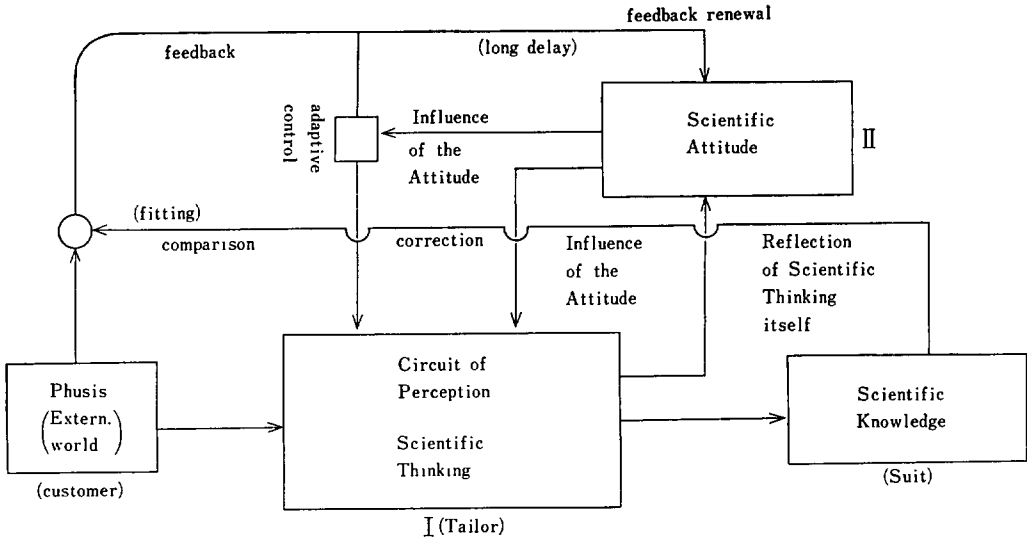 feedback renewal
feedback
(long delay)
adaptive
control
Influence
of the
Attitude
Scientific
Attitude
II
(fitting)
comparison
correction
Influence
of the
Attitude
Reflection
of Scientific
Thinking
itself
Phusis
(Extern.
world)
(customer)
Circuit of
Perception
Scientific
Thinking
I (Tailor)
Scientific
Knowledge
(Suit)